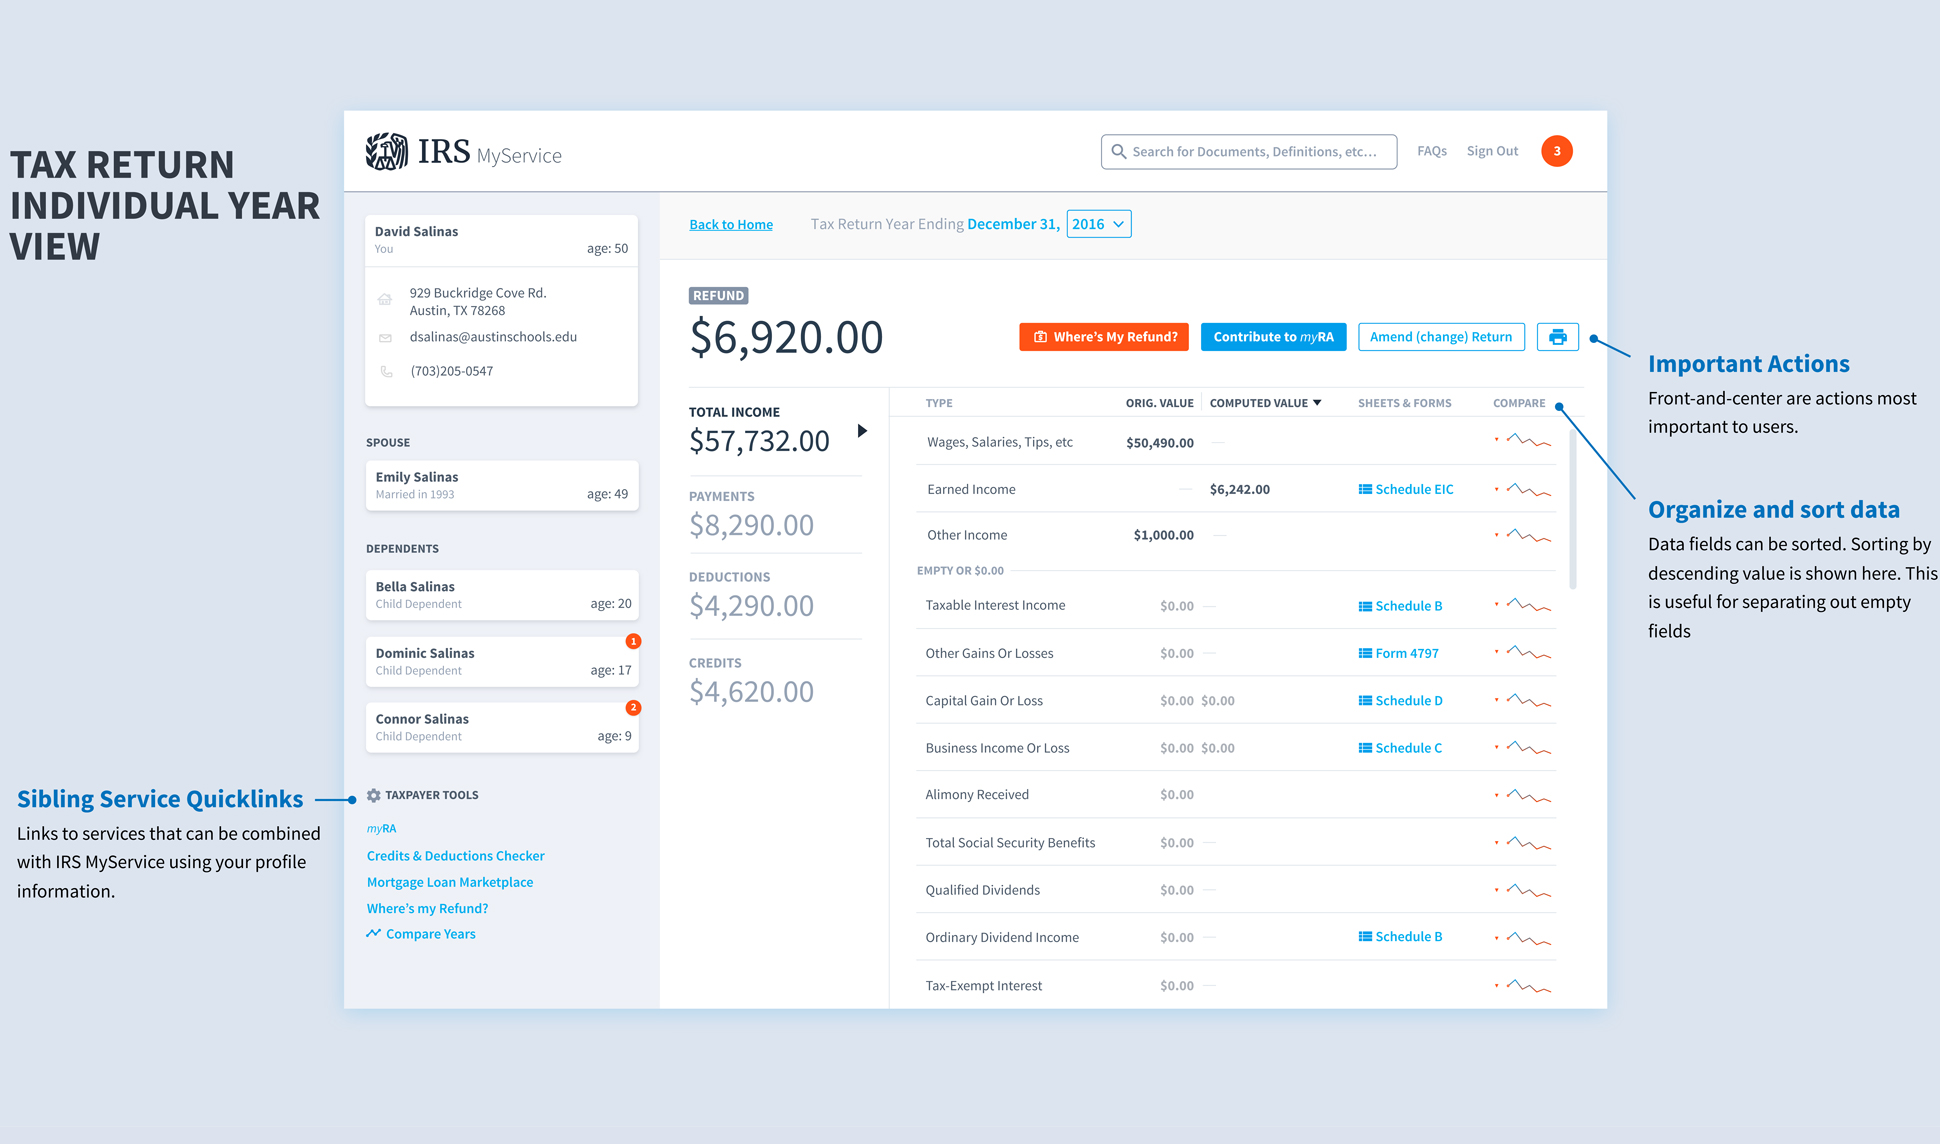 TAX RETURN
INDIVIDUAL YEAR
VIEW
IRS MyService
Search for Documents, Definitions, etc...
FAQs
Sign Out
3
David Salinas
You
age: 50
929 Buckridge Cove Rd.
Austin, TX 78268
dsalinas@austinschools.edu
(703)205-0547
SPOUSE
Emily Salinas
Married in 1993
age: 49
DEPENDENTS
Bella Salinas
Child Dependent
age: 20
1
Dominic Salinas
Child Dependent
age: 17
2
Connor Salinas
Child Dependent
age: 9
TAXPAYER TOOLS
myRA
Credits & Deductions Checker
Mortgage Loan Marketplace
Where's my Refund?
Compare Years
Sibling Service Quicklinks
Links to services that can be combined
with IRS MyService using your profile
information.
Back to Home
Tax Return Year Ending December 31, 2016
REFUND
$6,920.00
Where's My Refund?
Contribute to myRA
Amend (change) Return
TOTAL INCOME
$57,732.00
PAYMENTS
$8,290.00
DEDUCTIONS
$4,290.00
CREDITS
$4,620.00
TYPE ORIG. VALUE COMPUTED VALUE SHEETS & FORMS COMPARE
Wages, Salaries, Tips, etc $50,490.00 —
Earned Income — $6,242.00 Schedule EIC
Other Income $1,000.00 —
EMPTY OR $0.00
Taxable Interest Income $0.00 — Schedule B
Other Gains Or Losses $0.00 — Form 4797
Capital Gain Or Loss $0.00 $0.00 Schedule D
Business Income Or Loss $0.00 $0.00 Schedule C
Alimony Received $0.00
Total Social Security Benefits $0.00 —
Qualified Dividends $0.00 —
Ordinary Dividend Income $0.00 — Schedule B
Tax-Exempt Interest $0.00 —
Important Actions
Front-and-center are actions most
important to users.
Organize and sort data
Data fields can be sorted. Sorting by
descending value is shown here. This
is useful for separating out empty
fields